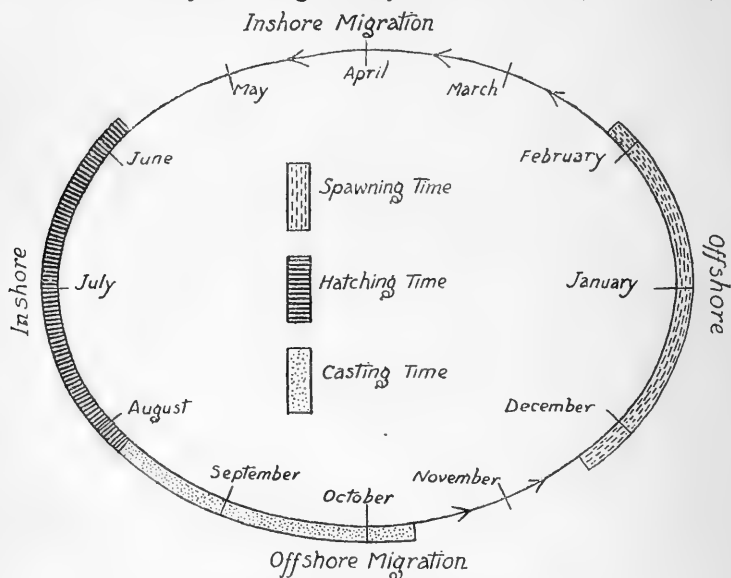 Inshore Migration
April
May
March
June
February
Spawning Time
Inshore
Offshore
July
Hatching Time
January
Casting Time
August
December
September
November
October
Offshore Migration